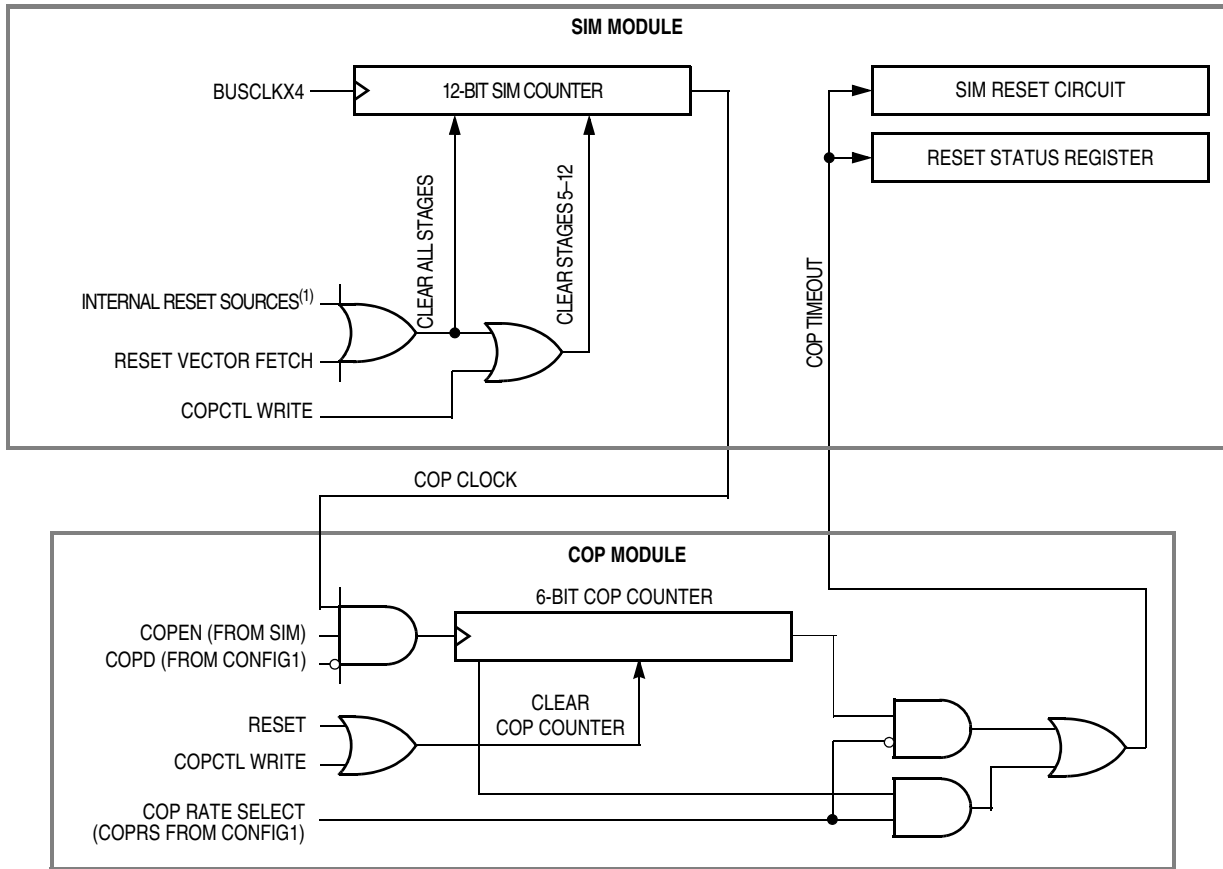 SIM MODULE
BUSCLKX4
12-BIT SIM COUNTER
SIM RESET CIRCUIT
RESET STATUS REGISTER
CLEAR ALL STAGES
CLEAR STAGES 5–12
INTERNAL RESET SOURCES(1)
RESET VECTOR FETCH
COPCTL WRITE
COP TIMEOUT
COP CLOCK
COP MODULE
6-BIT COP COUNTER
COPEN (FROM SIM)
COPD (FROM CONFIG1)
CLEAR
COP COUNTER
RESET
COPCTL WRITE
COP RATE SELECT
(COPRS FROM CONFIG1)